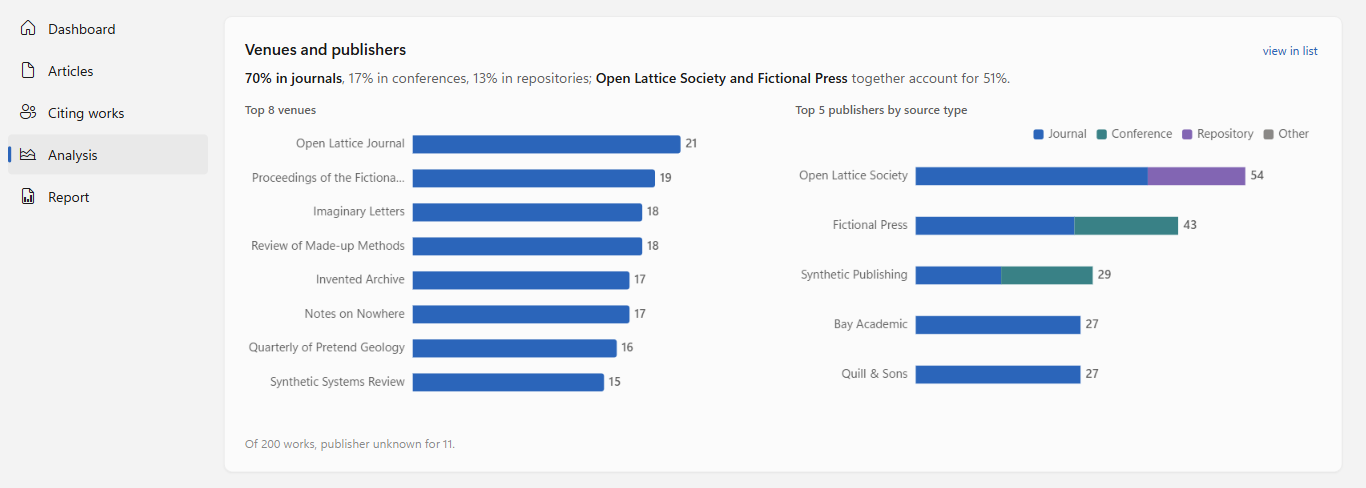 Dashboard
Articles
Citing works
Analysis
Report
Venues and publishers
view in list
70% in journals, 17% in conferences, 13% in repositories; Open Lattice Society and Fictional Press together account for 51%.
Top 8 venues
Open Lattice Journal 21
Proceedings of the Fictiona... 19
Imaginary Letters 18
Review of Made-up Methods 18
Invented Archive 17
Notes on Nowhere 17
Quarterly of Pretend Geology 16
Synthetic Systems Review 15
Top 5 publishers by source type
Journal Conference Repository Other
Open Lattice Society 54
Fictional Press 43
Synthetic Publishing 29
Bay Academic 27
Quill & Sons 27
Of 200 works, publisher unknown for 11.